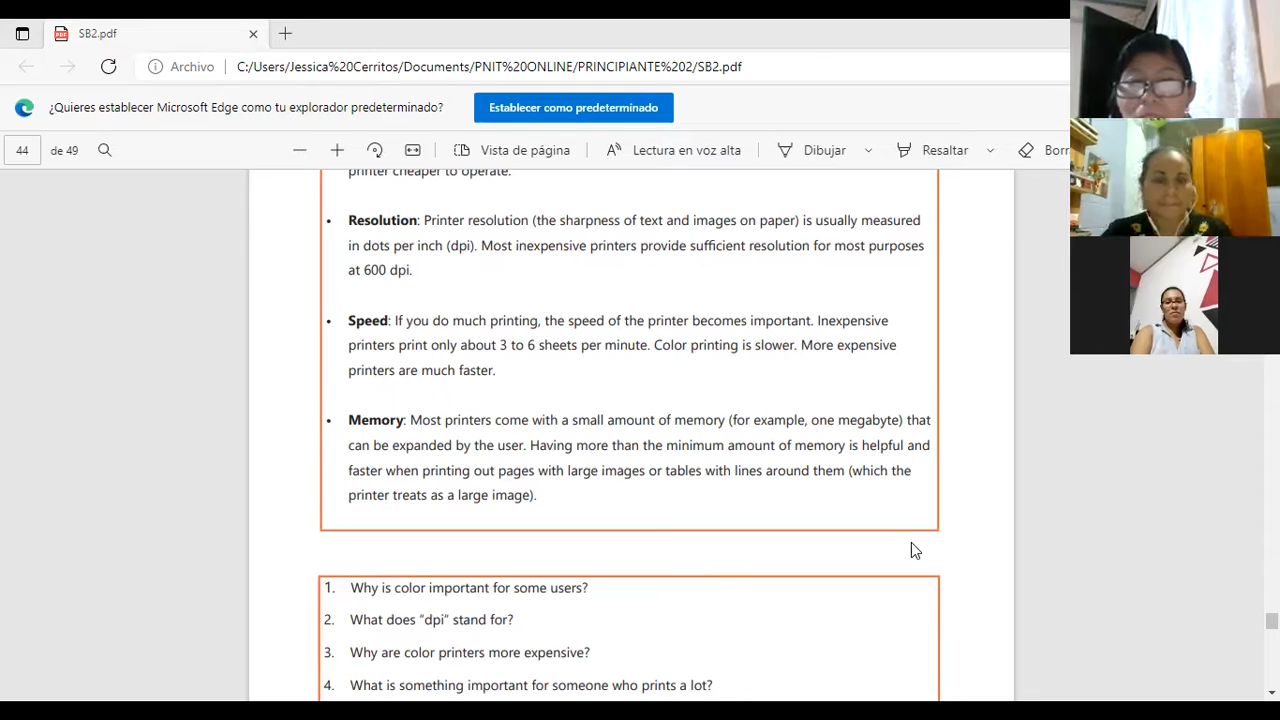 SB2.pdf
Archivo C:/Users/Jessica%20Cerritos/Documents/PNIT%20ONLINE/PRINCIPIANTE%202/SB2.pdf
¿Quieres establecer Microsoft Edge como tu explorador predeterminado? Establecer como predeterminado
44 de 49 Vista de página Lectura en voz alta Dibujar Resaltar Borr
printer cheaper to operate.
• Resolution: Printer resolution (the sharpness of text and images on paper) is usually measured
in dots per inch (dpi). Most inexpensive printers provide sufficient resolution for most purposes
at 600 dpi.
• Speed: If you do much printing, the speed of the printer becomes important. Inexpensive
printers print only about 3 to 6 sheets per minute. Color printing is slower. More expensive
printers are much faster.
• Memory: Most printers come with a small amount of memory (for example, one megabyte) that
can be expanded by the user. Having more than the minimum amount of memory is helpful and
faster when printing out pages with large images or tables with lines around them (which the
printer treats as a large image).
1. Why is color important for some users?
2. What does “dpi” stand for?
3. Why are color printers more expensive?
4. What is something important for someone who prints a lot?